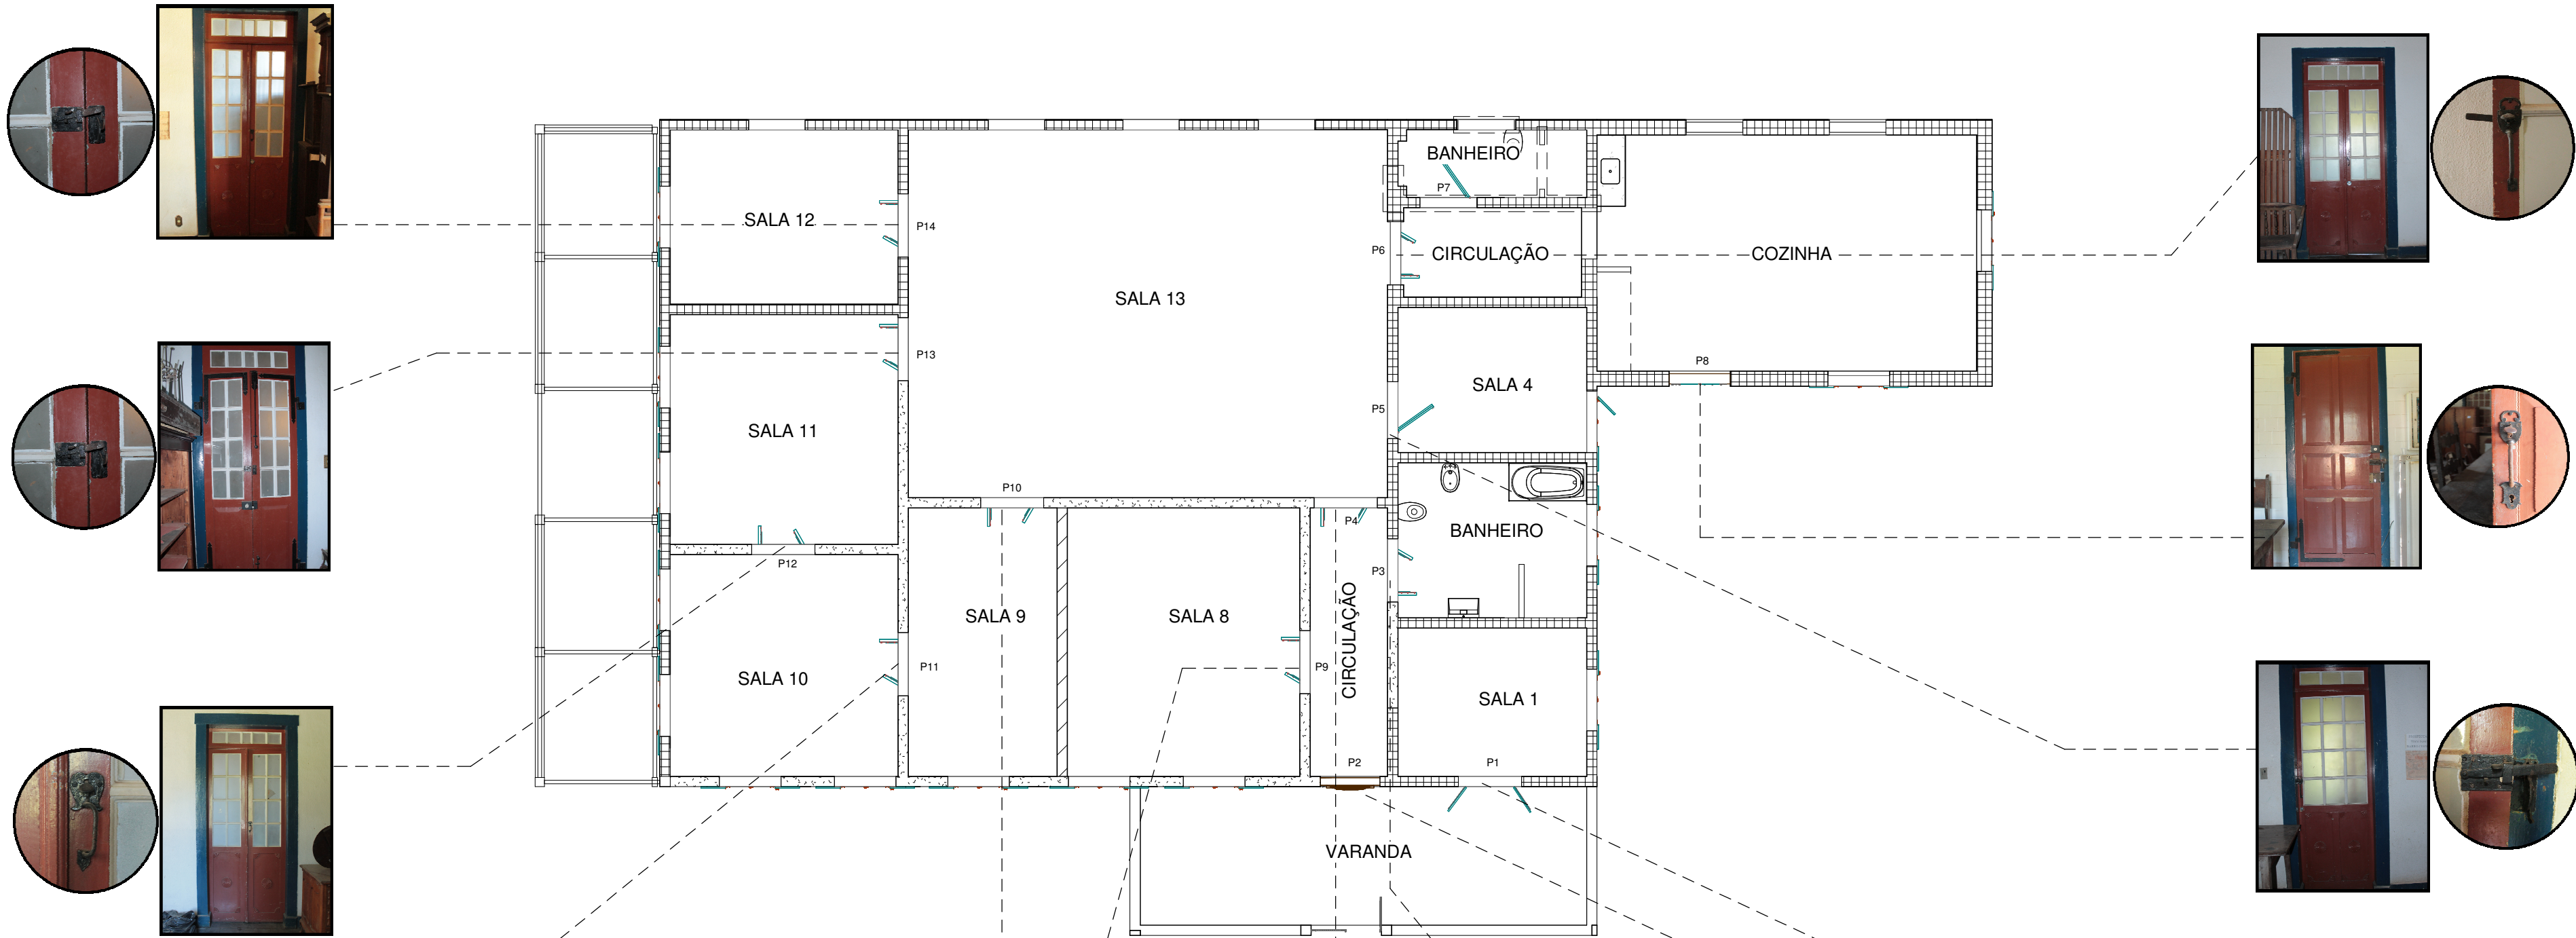 BANHEIRO
P7
SALA 12
P14
P6
CIRCULAÇÃO
COZINHA
SALA 13
P13
P8
SALA 4
P5
SALA 11
P10
P4
BANHEIRO
P12
P3
SALA 9
SALA 8
CIRCULAÇÃO
P11
P9
SALA 10
SALA 1
P2
P1
VARANDA